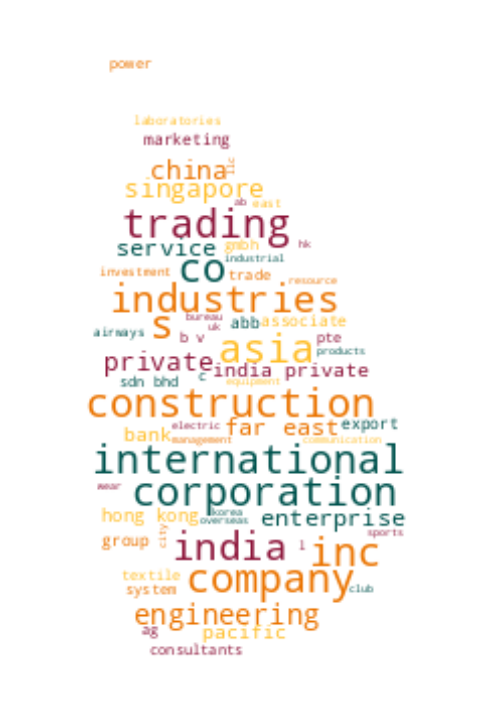 power
laboratories
marketing
china llc
singapore
ab east
trading
service gmbh hk
co industrial
investment trade resource
industries
s bureau uk abb associate
airways b v asia pte
products
private india private
sdn bhd c equipment
construction
electric far east export
bank management communication
international
wear corporation
hong kong korea overseas enterprise
group city india l inc sports
textile company club
system
engineering
ag pacific
consultants